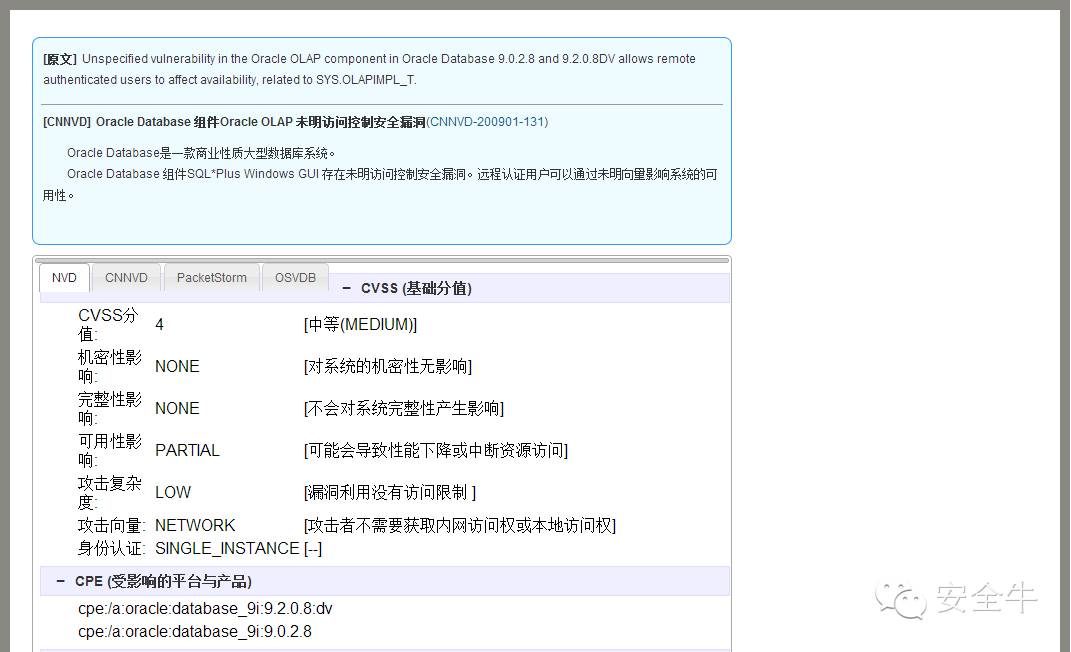 [原文] Unspecified vulnerability in the Oracle OLAP component in Oracle Database 9.0.2.8 and 9.2.0.8DV allows remote
authenticated users to affect availability, related to SYS.OLAPIMPL_T.
[CNNVD] Oracle Database 组件Oracle OLAP 未明访问控制安全漏洞(CNNVD-200901-131)
Oracle Database是一款商业性质大型数据库系统。
Oracle Database 组件SQL*Plus Windows GUI 存在未明访问控制安全漏洞。远程认证用户可以通过未明向量影响系统的可
用性。
NVD CNNVD PacketStorm OSVDB
− CVSS (基础分值)
CVSS分
值: 4 [中等(MEDIUM)]
机密性影
响: NONE [对系统的机密性无影响]
完整性影
响: NONE [不会对系统完整性产生影响]
可用性影
响: PARTIAL [可能会导致性能下降或中断资源访问]
攻击复杂
度: LOW [漏洞利用没有访问限制 ]
攻击向量: NETWORK [攻击者不需要获取内网访问权或本地访问权]
身份认证: SINGLE_INSTANCE [--]
− CPE (受影响的平台与产品)
cpe:/a:oracle:database_9i:9.2.0.8:dv
cpe:/a:oracle:database_9i:9.0.2.8
安全牛